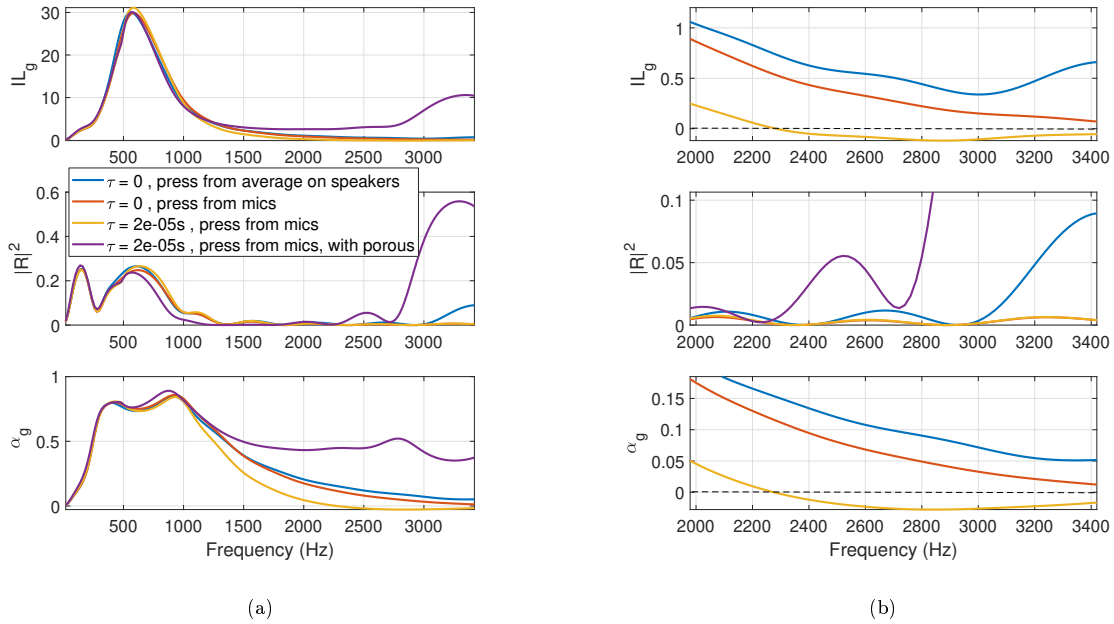 30
20
10
0
IL_g
500 1000 1500 2000 2500 3000
τ = 0 , press from average on speakers
τ = 0 , press from mics
τ = 2e-05s , press from mics
τ = 2e-05s , press from mics, with porous
0.6
0.4
0.2
0
|R|²
500 1000 1500 2000 2500 3000
1
0.5
0
α_g
500 1000 1500 2000 2500 3000
Frequency (Hz)
(a)
1
0.5
0
IL_g
2000 2200 2400 2600 2800 3000 3200 3400
0.1
0.05
0
|R|²
2000 2200 2400 2600 2800 3000 3200 3400
0.15
0.1
0.05
0
α_g
2000 2200 2400 2600 2800 3000 3200 3400
Frequency (Hz)
(b)